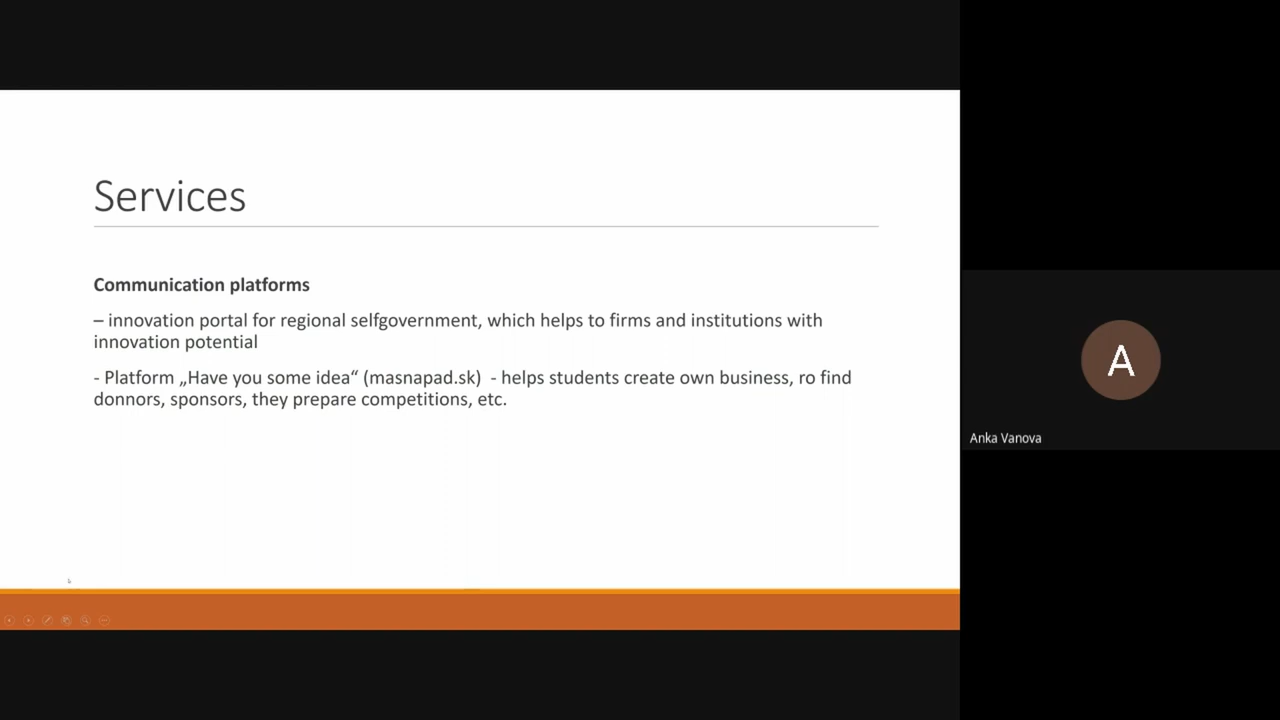 Services
Communication platforms
– innovation portal for regional selfgovernment, which helps to firms and institutions with
innovation potential
- Platform „Have you some idea“ (masnapad.sk)  - helps students create own business, ro find
donnors, sponsors, they prepare competitions, etc.
A
Anka Vanova